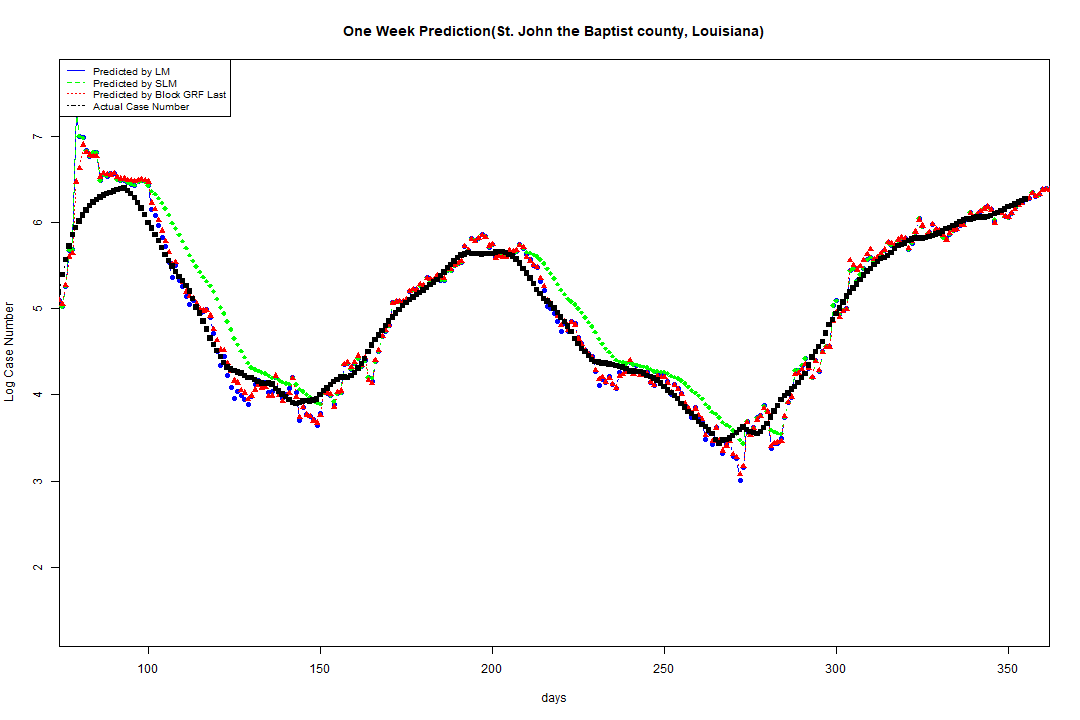 One Week Prediction(St. John the Baptist county, Louisiana)
Predicted by LM
Predicted by SLM
Predicted by Block GRF Last
Actual Case Number
Log Case Number
7
6
5
4
3
2
100 150 200 250 300 350
days